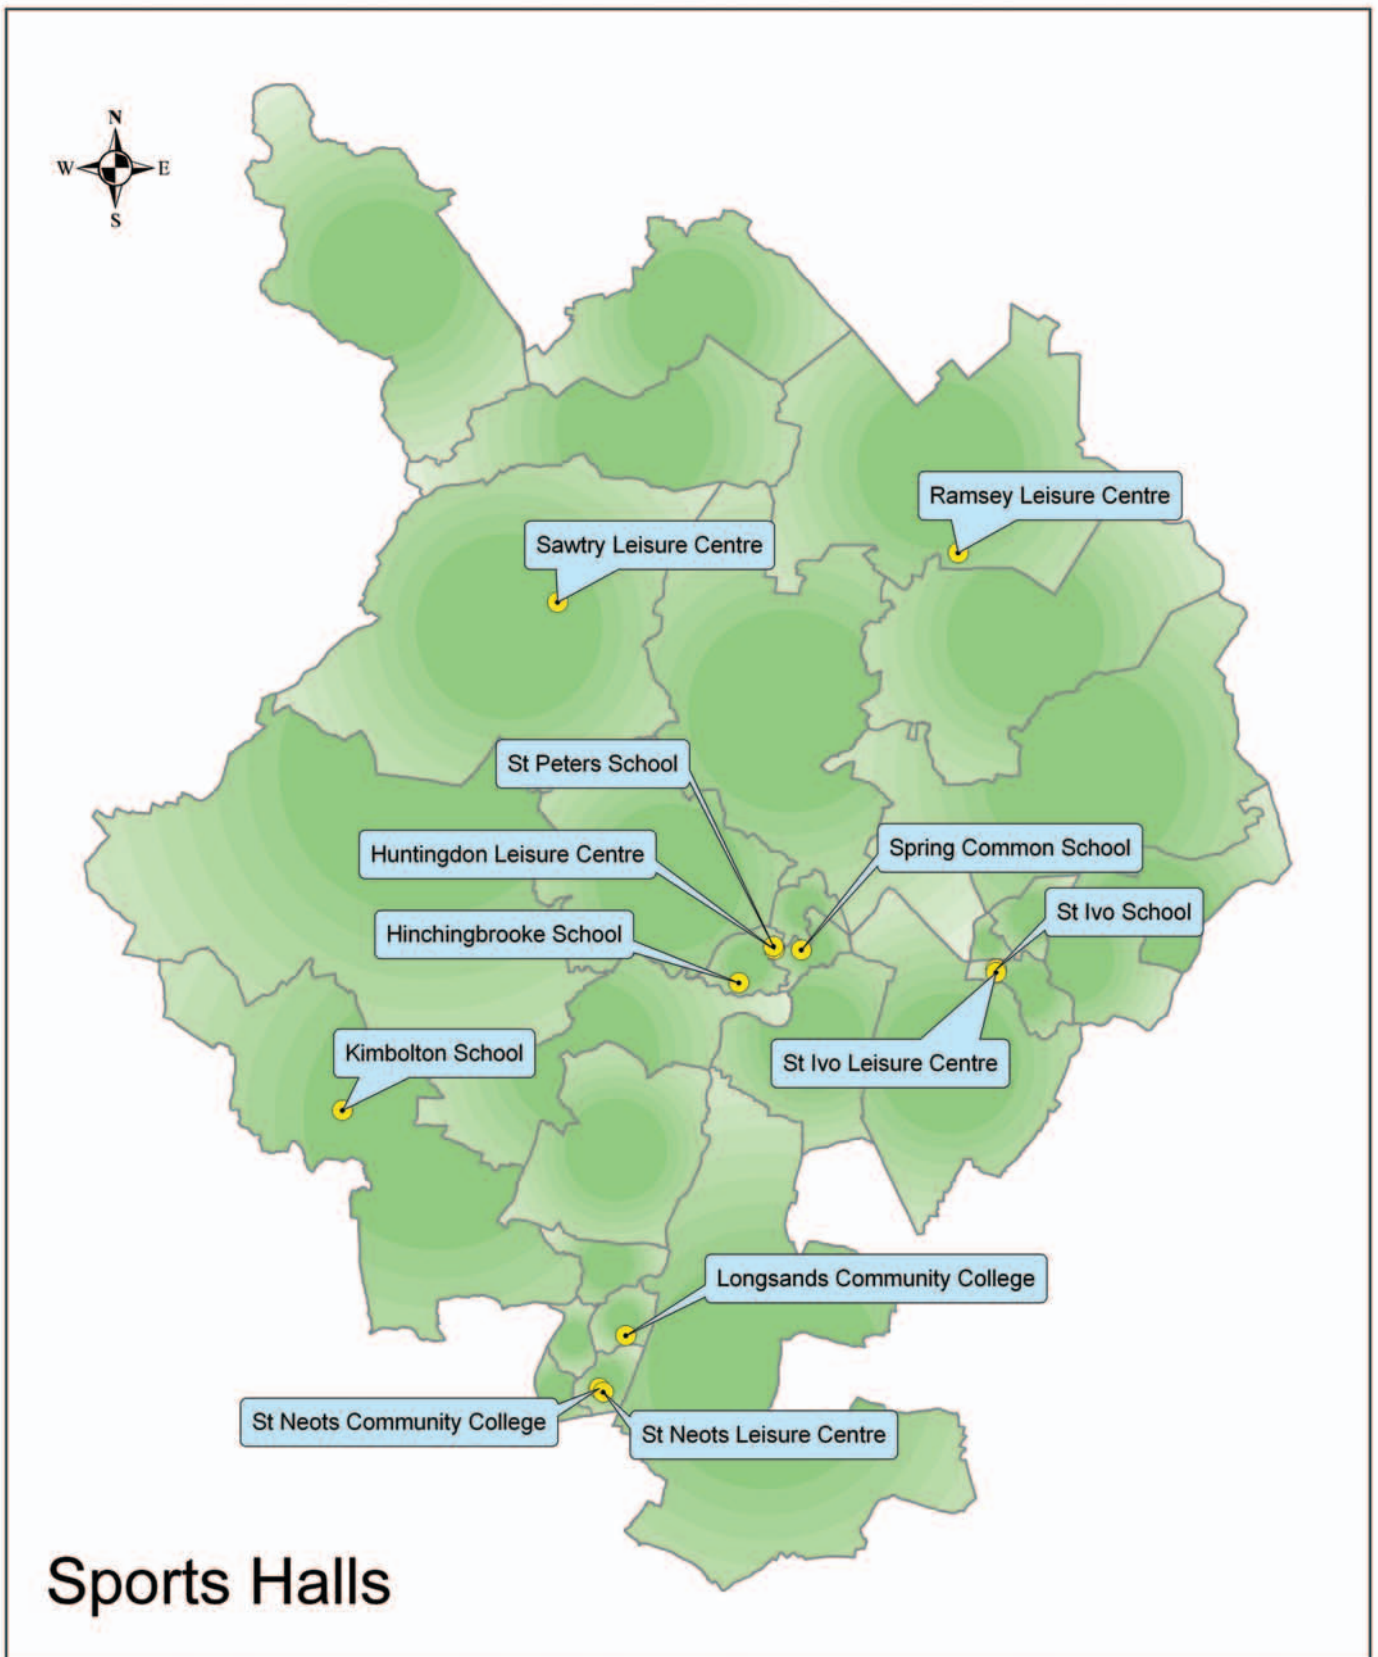 N
W E
S
Ramsey Leisure Centre
Sawtry Leisure Centre
St Peters School
Huntingdon Leisure Centre
Spring Common School
St Ivo School
Hinchingbrooke School
Kimbolton School
St Ivo Leisure Centre
Longsands Community College
St Neots Community College
St Neots Leisure Centre
Sports Halls